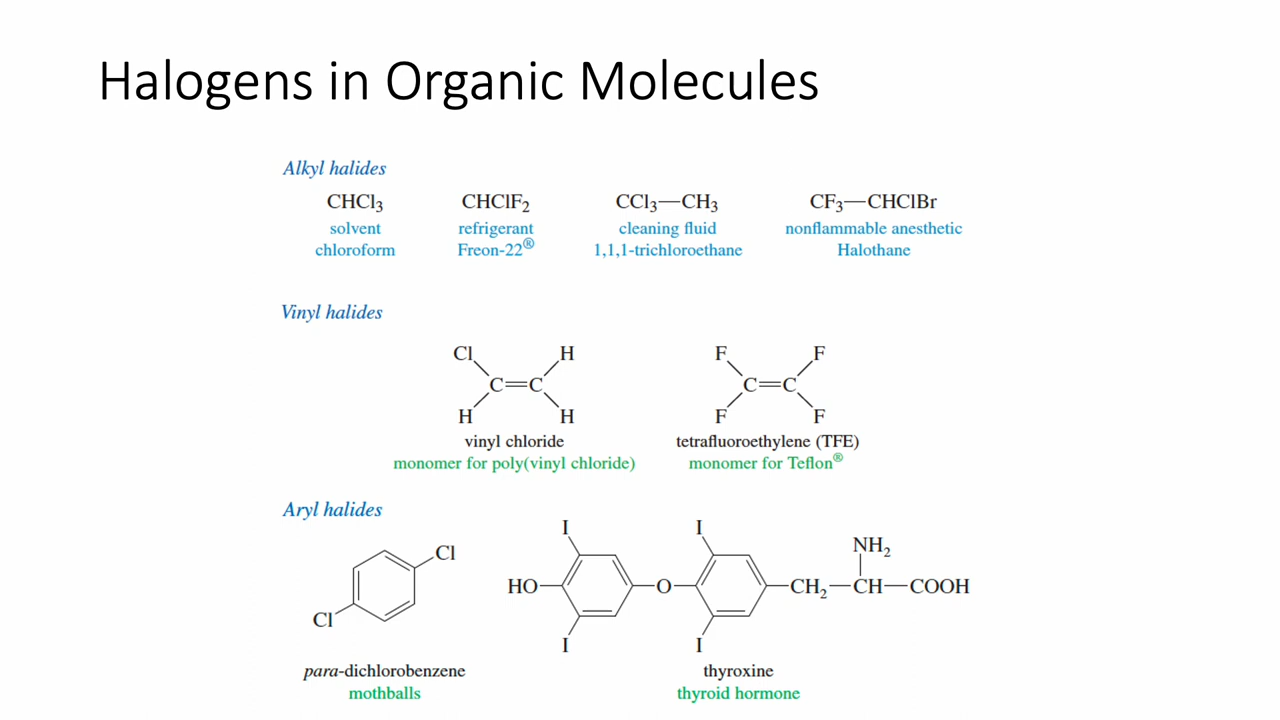 Halogens in Organic Molecules
Alkyl halides
CHCl₃ CHClF₂ CCl₃—CH₃ CF₃—CHClBr
solvent refrigerant cleaning fluid nonflammable anesthetic
chloroform Freon-22® 1,1,1-trichloroethane Halothane
Vinyl halides
Cl H F F
C=C C=C
H H F F
vinyl chloride tetrafluoroethylene (TFE)
monomer for poly(vinyl chloride) monomer for Teflon®
Aryl halides
I I
Cl NH₂
HO O CH₂—CH—COOH
Cl I I
para-dichlorobenzene thyroxine
mothballs thyroid hormone